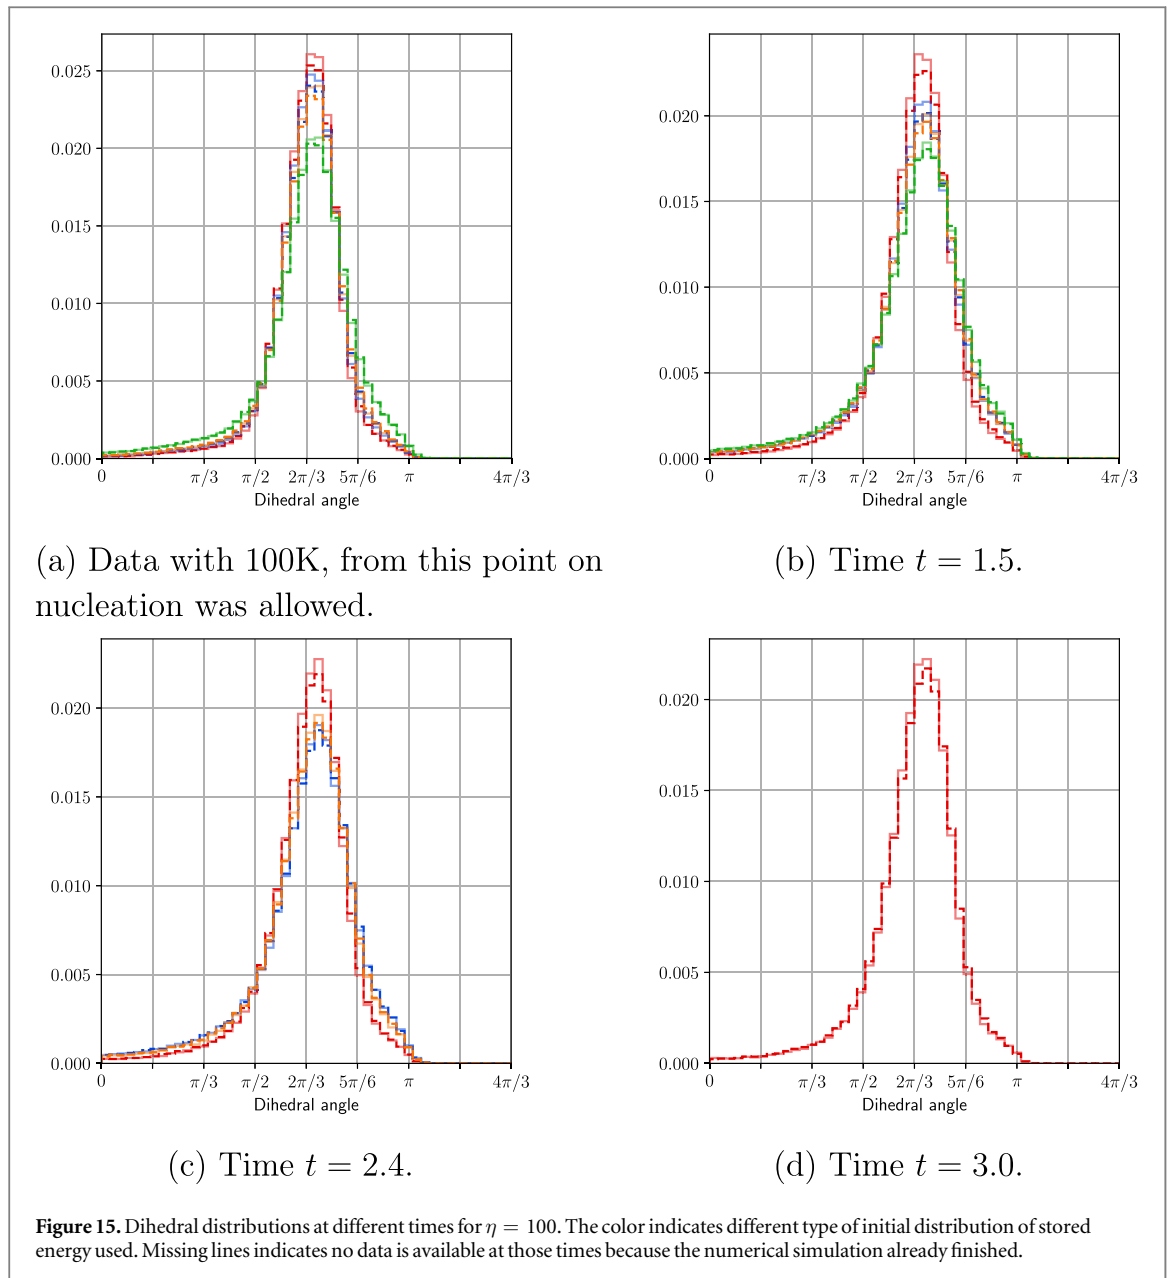 0.025
0.020
0.015
0.010
0.005
0.000
0 π/3 π/2 2π/3 5π/6 π 4π/3
Dihedral angle
(a) Data with 100K, from this point on
nucleation was allowed.
0.020
0.015
0.010
0.005
0.000
0 π/3 π/2 2π/3 5π/6 π 4π/3
Dihedral angle
(b) Time t = 1.5.
0.020
0.015
0.010
0.005
0.000
0 π/3 π/2 2π/3 5π/6 π 4π/3
Dihedral angle
(c) Time t = 2.4.
0.020
0.015
0.010
0.005
0.000
0 π/3 π/2 2π/3 5π/6 π 4π/3
Dihedral angle
(d) Time t = 3.0.
Figure 15. Dihedral distributions at different times for η = 100. The color indicates different type of initial distribution of stored
energy used. Missing lines indicates no data is available at those times because the numerical simulation already finished.